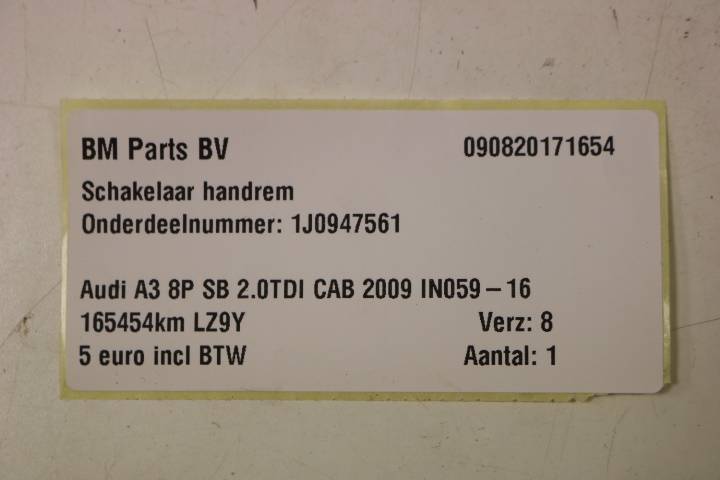 BM Parts BV 090820171654
Schakelaar handrem
Onderdeelnummer: 1J0947561
Audi A3 8P SB 2.0TDI CAB 2009 IN059-16
165454km LZ9Y Verz: 8
5 euro incl BTW Aantal: 1